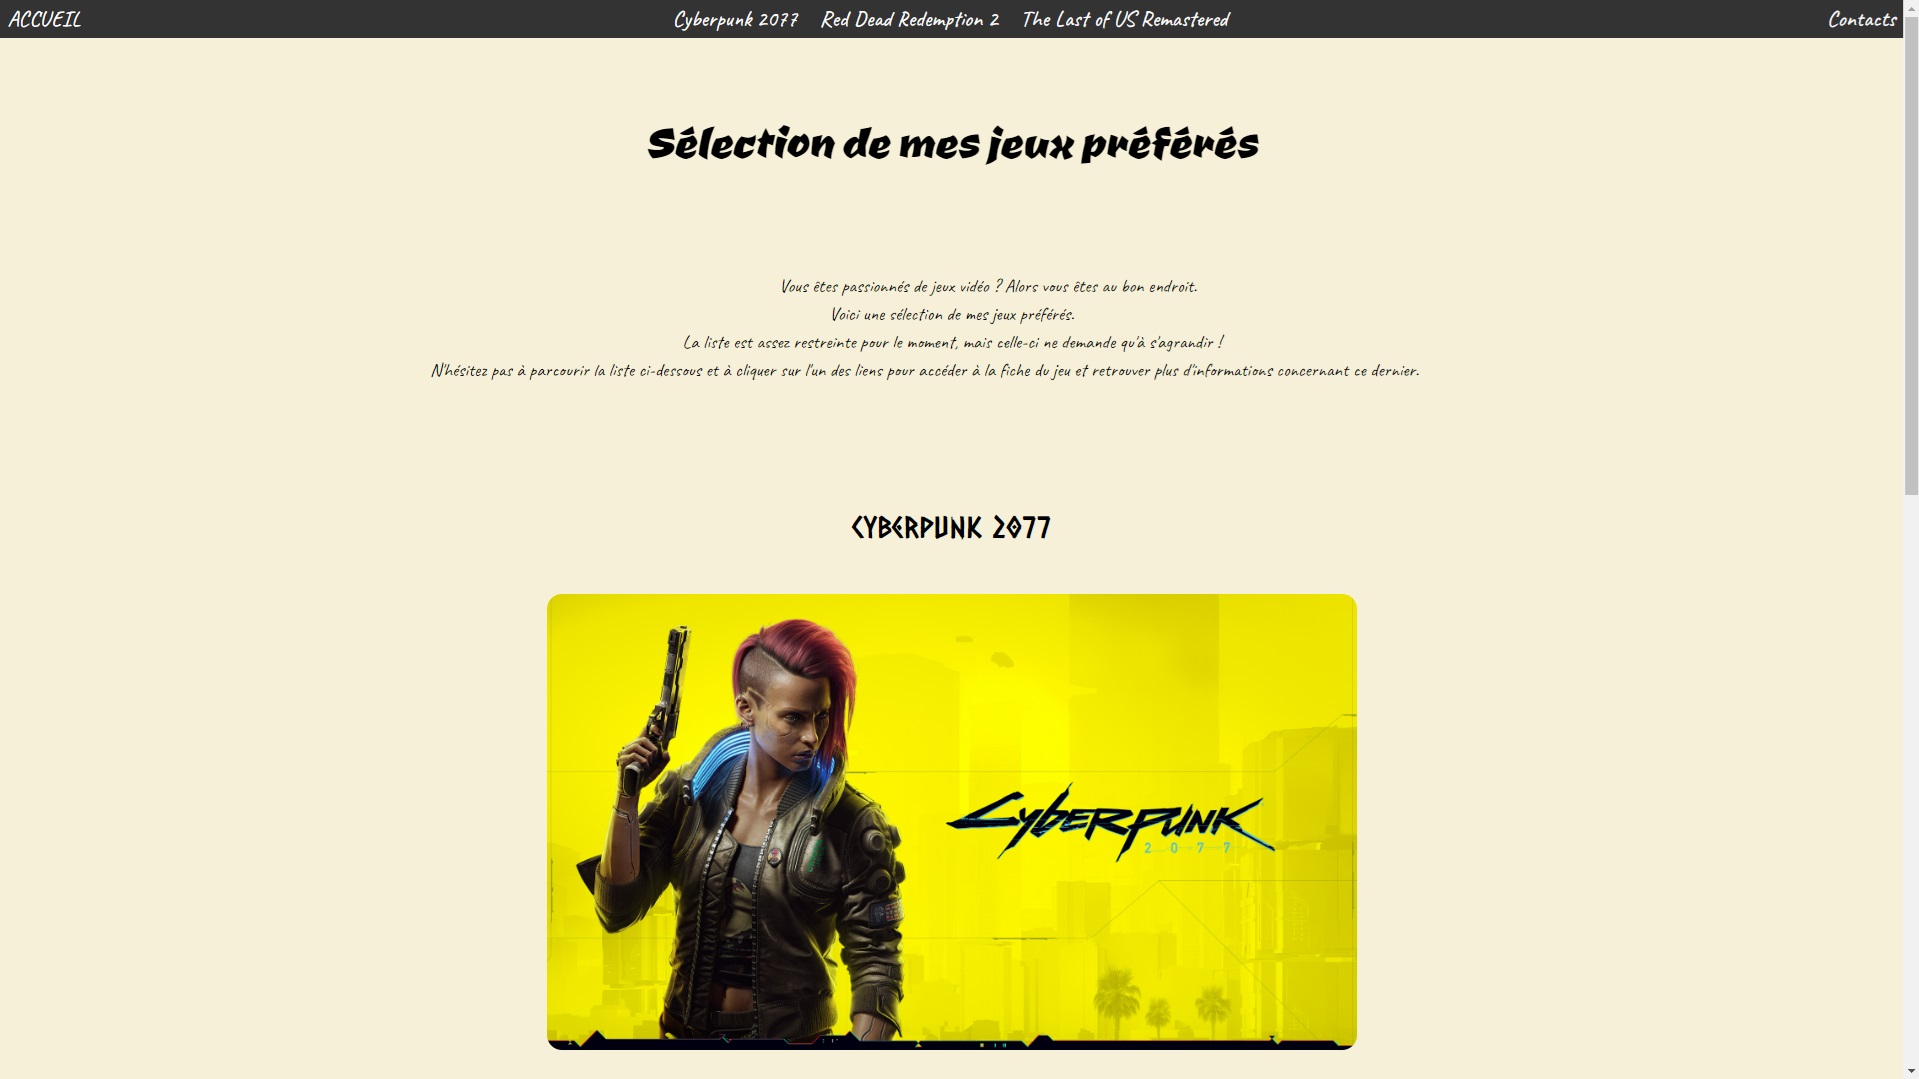 ACCUEIL
Cyberpunk 2077
Red Dead Redemption 2
The Last of US Remastered
Contacts
Sélection de mes jeux préférés
Vous êtes passionnés de jeux vidéo ? Alors vous êtes au bon endroit.
Voici une sélection de mes jeux préférés.
La liste est assez restreinte pour le moment, mais celle-ci ne demande qu'à s'agrandir !
N'hésitez pas à parcourir la liste ci-dessous et à cliquer sur l'un des liens pour accéder à la fiche du jeu et retrouver plus d'informations concernant ce dernier.
CYBERPUNK 2077
Cyberpunk
2077